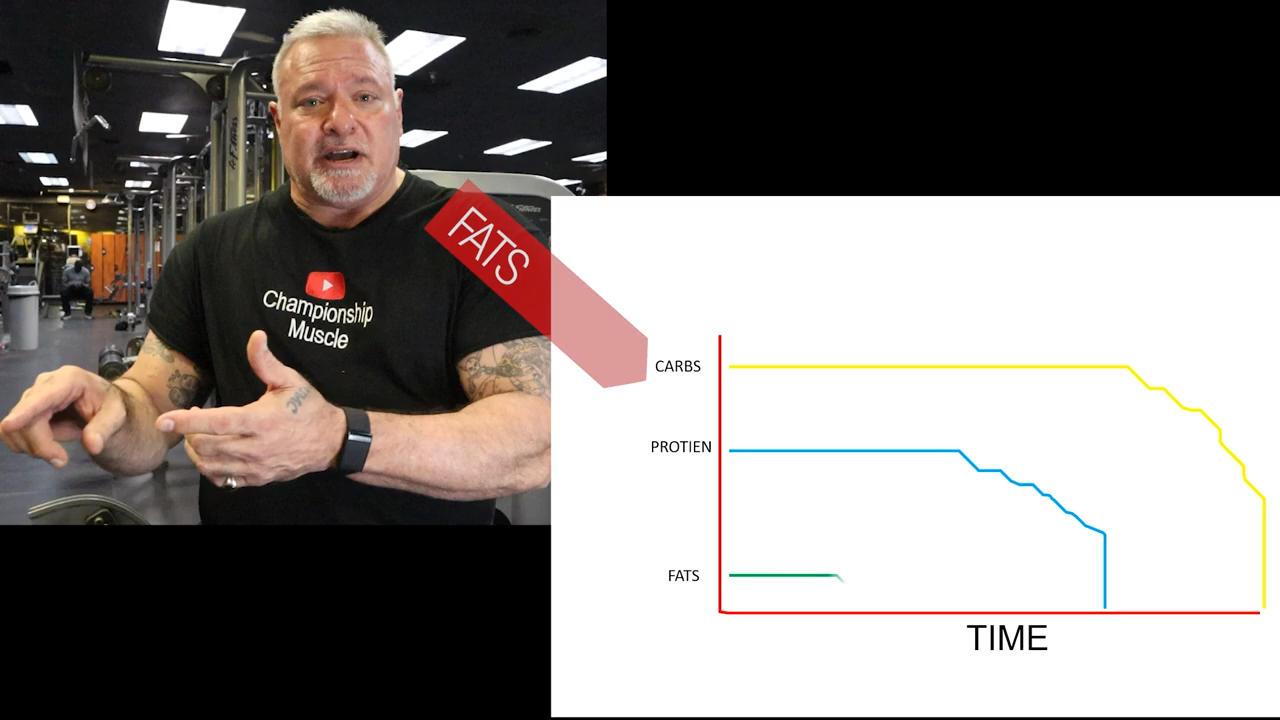 Championship
Muscle
FATS
CARBS
PROTIEN
FATS
TIME